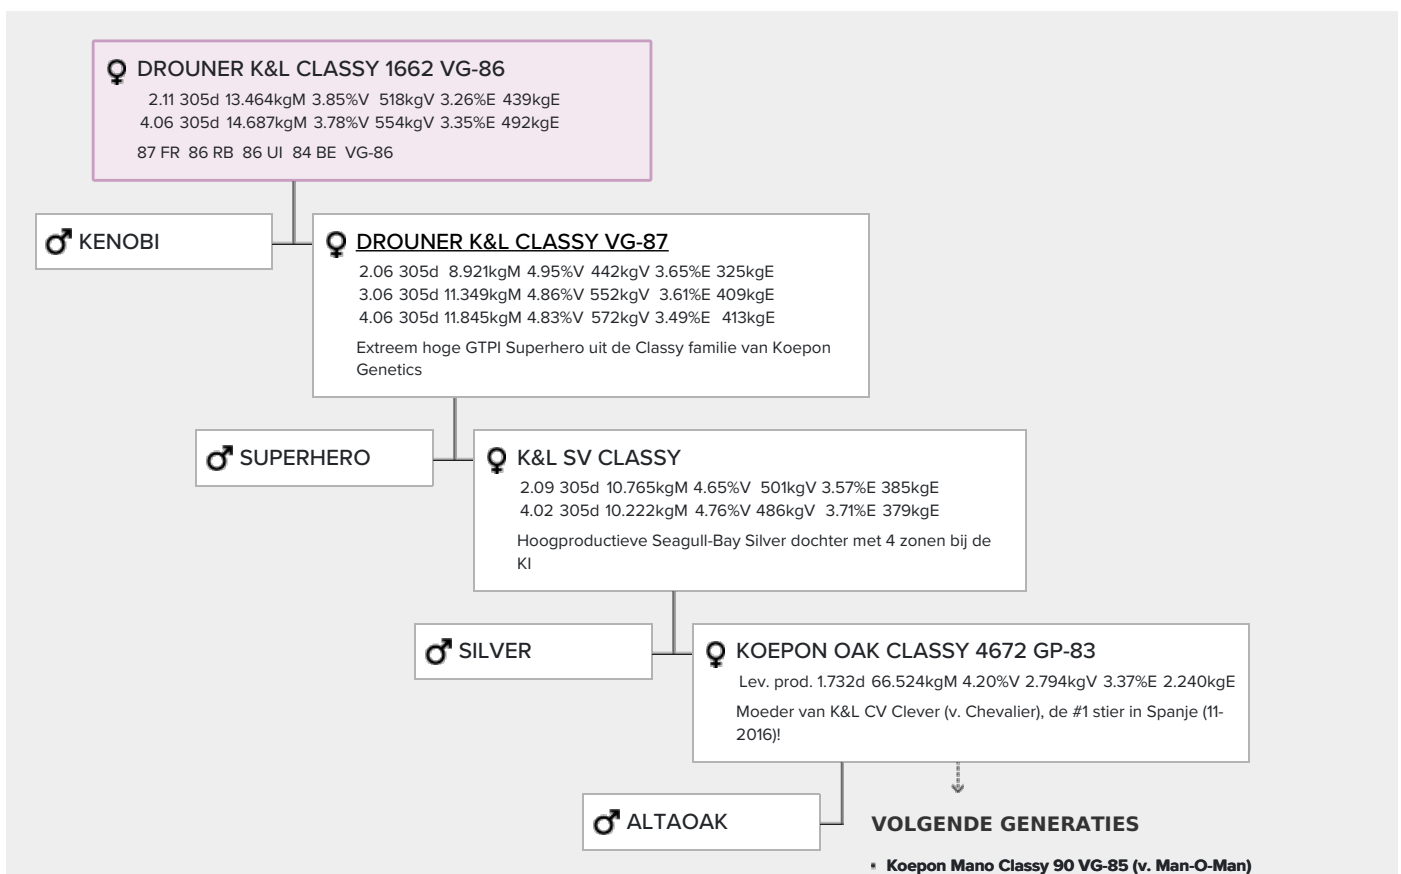 DROUNER K&L CLASSY 1662 VG-86
2.11 305d 13.464kgM 3.85%V 518kgV 3.26%E 439kgE
4.06 305d 14.687kgM 3.78%V 554kgV 3.35%E 492kgE
87 FR 86 RB 86 UI 84 BE VG-86
KENOBI
DROUNER K&L CLASSY VG-87
2.06 305d 8.921kgM 4.95%V 442kgV 3.65%E 325kgE
3.06 305d 11.349kgM 4.86%V 552kgV 3.61%E 409kgE
4.06 305d 11.845kgM 4.83%V 572kgV 3.49%E 413kgE
Extreem hoge GTPI Superhero uit de Classy familie van Koepon
Genetics
SUPERHERO
K&L SV CLASSY
2.09 305d 10.765kgM 4.65%V 501kgV 3.57%E 385kgE
4.02 305d 10.222kgM 4.76%V 486kgV 3.71%E 379kgE
Hoogproductieve Seagull-Bay Silver dochter met 4 zonen bij de
KI
SILVER
KOEPON OAK CLASSY 4672 GP-83
Lev. prod. 1.732d 66.524kgM 4.20%V 2.794kgV 3.37%E 2.240kgE
Moeder van K&L CV Clever (v. Chevalier), de #1 stier in Spanje (11-
2016)!
ALTAOAK
VOLGENDE GENERATIES
▪ Koepon Mano Classy 90 VG-85 (v. Man-O-Man)